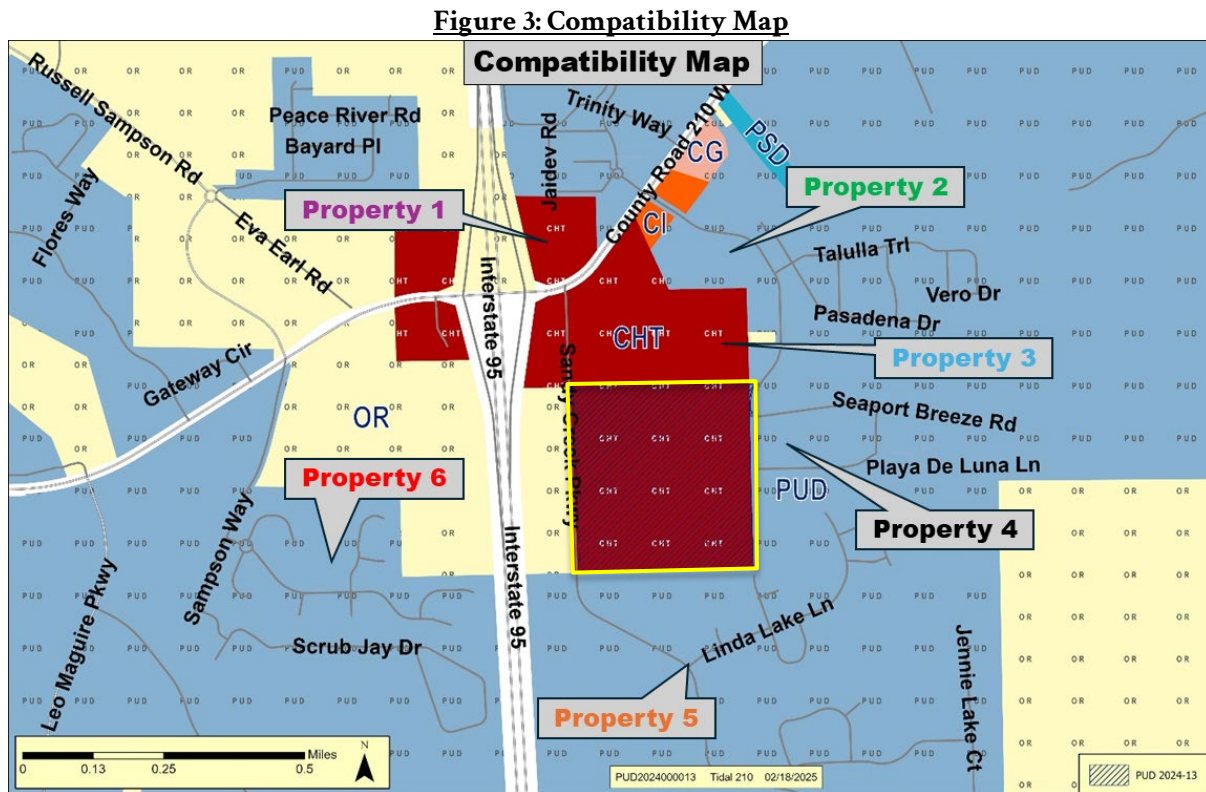 Figure 3: Compatibility Map
Compatibility Map
Russell Sampson Rd
Peace River Rd
Bayard Pl
Trinity Way
Jaidev Rd
County Road 210 W
CG
PSD
Property 2
Property 1
Flores Way
Eva Earl Rd
CI
Talulla Trl
Vero Dr
Interstate 95
Pasadena Dr
CHT
Property 3
Gateway Cir
OR
Sandy Creek Pkwy
Seaport Breeze Rd
Playa De Luna Ln
Property 6
PUD
Property 4
Sampson Way
Interstate 95
Leo Maguire Pkwy
Scrub Jay Dr
Linda Lake Ln
Jennie Lake Ct
Property 5
Miles
0 0.13 0.25 0.5
N
PUD2024000013 Tidal 210 02/18/2025
PUD 2024-13